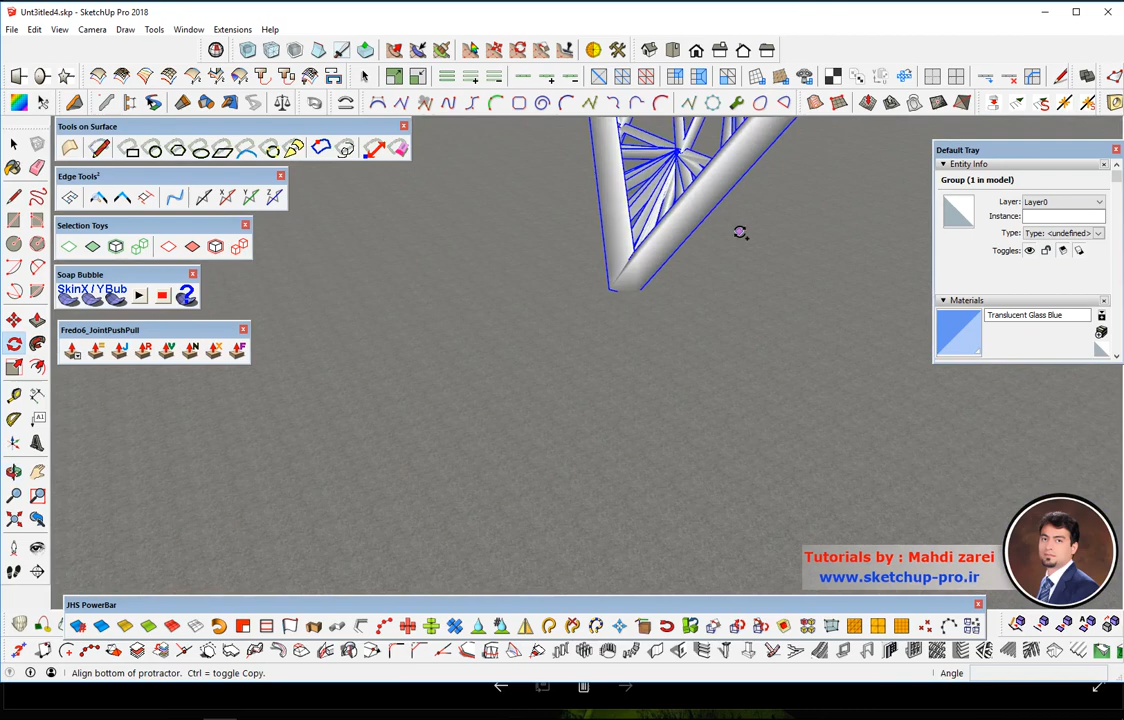 Unt3itled4.skp - SketchUp Pro 2018
File Edit View Camera Draw Tools Window Extensions Help
Tools on Surface
Edge Tools²
Selection Toys
Soap Bubble
SkinX / YBub
?
Fredo6_JointPushPull
J R V N X F
Default Tray
Entity Info
Group (1 in model)
Layer: Layer0
Instance:
Type: Type: <undefined>
Toggles:
Materials
Translucent Glass Blue
A1
Tutorials by : Mahdi zarei
www.sketchup-pro.ir
JHS PowerBar
Align bottom of protractor. Ctrl = toggle Copy.
Angle